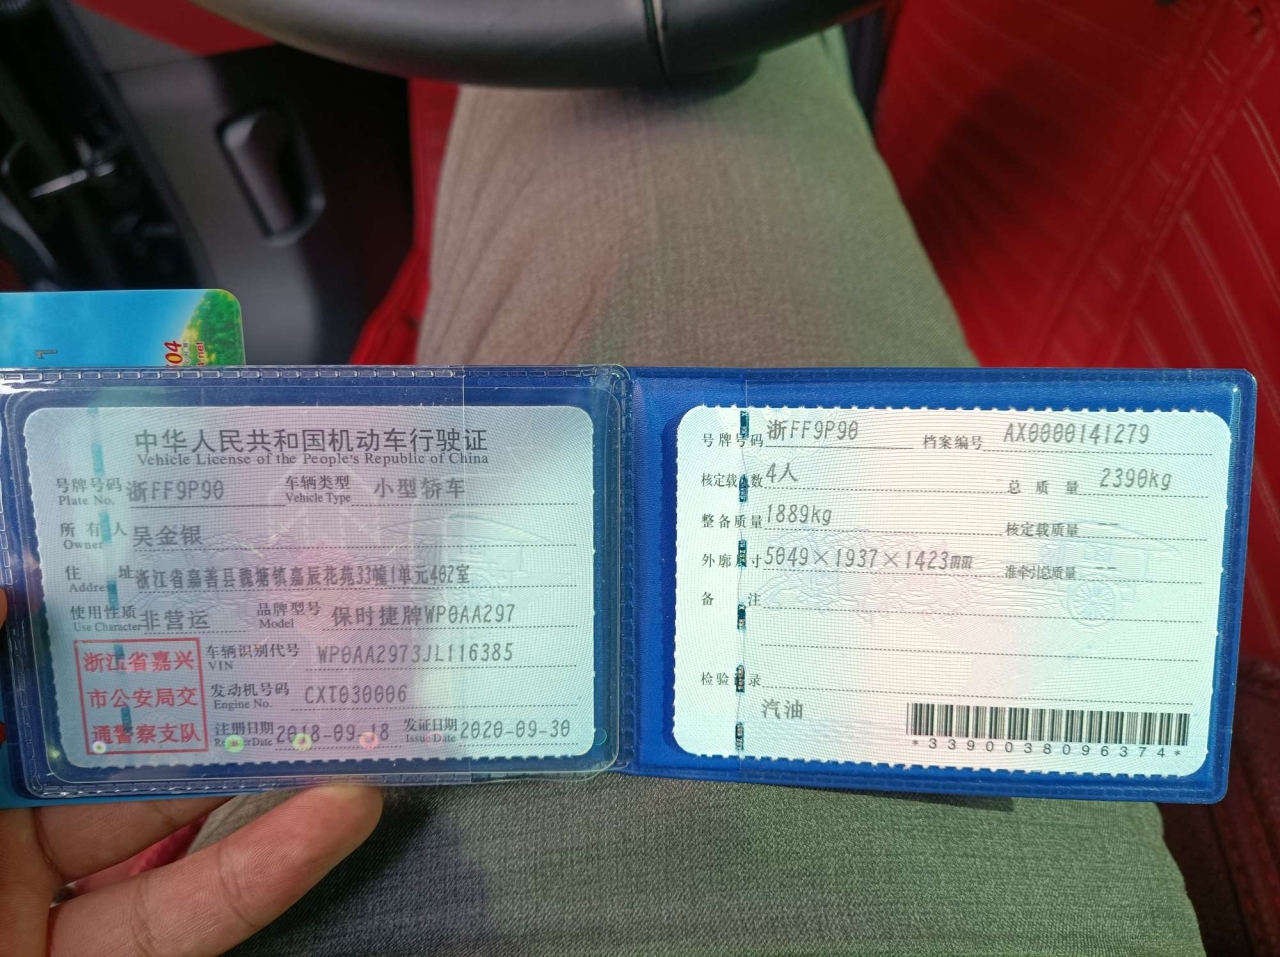 04
中华人民共和国机动车行驶证
Vehicle License of the People's Republic of China
号牌号码 浙FF9P90 车辆类型 小型轿车
Plate No. Vehicle Type
所有人 吴金银
Owner
住址 浙江省嘉善县魏塘镇嘉辰花苑33幢1单元402室
Address
使用性质 非营运 品牌型号 保时捷牌WP0AA297
Use Character Model
浙江省嘉兴
市公安局交
通警察支队
车辆识别代号 WP0AA2973JL116385
VIN
发动机号码 CXT030006
Engine No.
注册日期 2018-09-18 发证日期 2020-09-30
Register Date Issue Date
号牌号码 浙FF9P90 档案编号 AX0000141279
核定载人数 4人 总质量 2390kg
整备质量 1889kg 核定载质量 --
外廓尺寸 5049×1937×1423mm 准牵引总质量 --
备注
检验记录
汽油
*3390038096374*